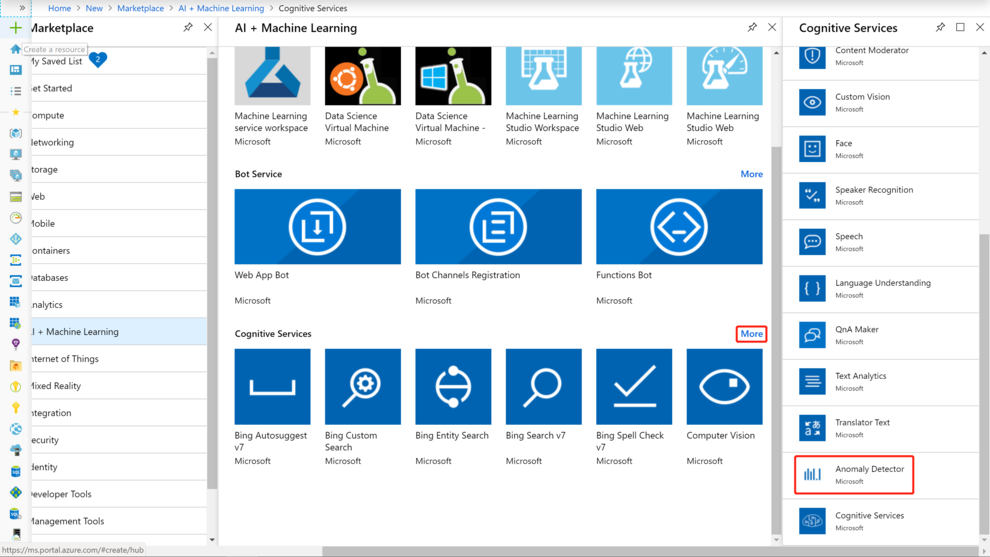 » Home > New > Marketplace > AI + Machine Learning > Cognitive Services
Marketplace
Create a resource
My Saved List 2
Get Started
Compute
Networking
Storage
Web
Mobile
Containers
Databases
Analytics
AI + Machine Learning
Internet of Things
Mixed Reality
Integration
Security
Identity
Developer Tools
Management Tools
https://ms.portal.azure.com/#create/hub
AI + Machine Learning
Machine Learning
service workspace
Microsoft
Data Science
Virtual Machine
Microsoft
Data Science
Virtual Machine -
Microsoft
Machine Learning
Studio Workspace
Microsoft
Machine Learning
Studio Web
Microsoft
Machine Learning
Studio Web
Microsoft
Bot Service
More
Web App Bot
Microsoft
Bot Channels Registration
Microsoft
Functions Bot
Microsoft
Cognitive Services
More
Bing Autosuggest
v7
Microsoft
Bing Custom
Search
Microsoft
Bing Entity Search
Microsoft
Bing Search v7
Microsoft
Bing Spell Check
v7
Microsoft
Computer Vision
Microsoft
Cognitive Services
Content Moderator
Microsoft
Custom Vision
Microsoft
Face
Microsoft
Speaker Recognition
Microsoft
Speech
Microsoft
Language Understanding
Microsoft
QnA Maker
Microsoft
Text Analytics
Microsoft
Translator Text
Microsoft
Anomaly Detector
Microsoft
Cognitive Services
Microsoft